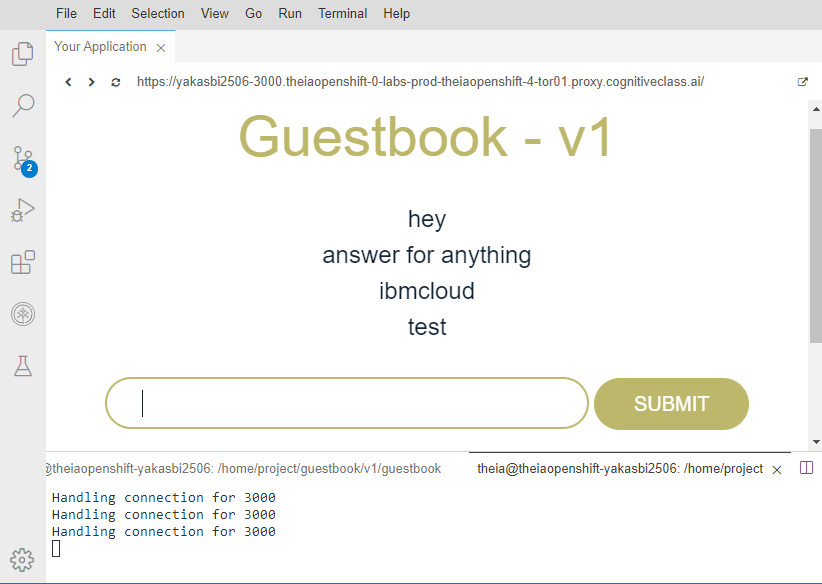 File Edit Selection View Go Run Terminal Help
Your Application
https://yakasbi2506-3000.theiaopenshift-0-labs-prod-theiaopenshift-4-tor01.proxy.cognitiveclass.ai/
Guestbook - v1
hey
answer for anything
ibmcloud
test
SUBMIT
2
@theiaopenshift-yakasbi2506: /home/project/guestbook/v1/guestbook theia@theiaopenshift-yakasbi2506: /home/project
Handling connection for 3000
Handling connection for 3000
Handling connection for 3000